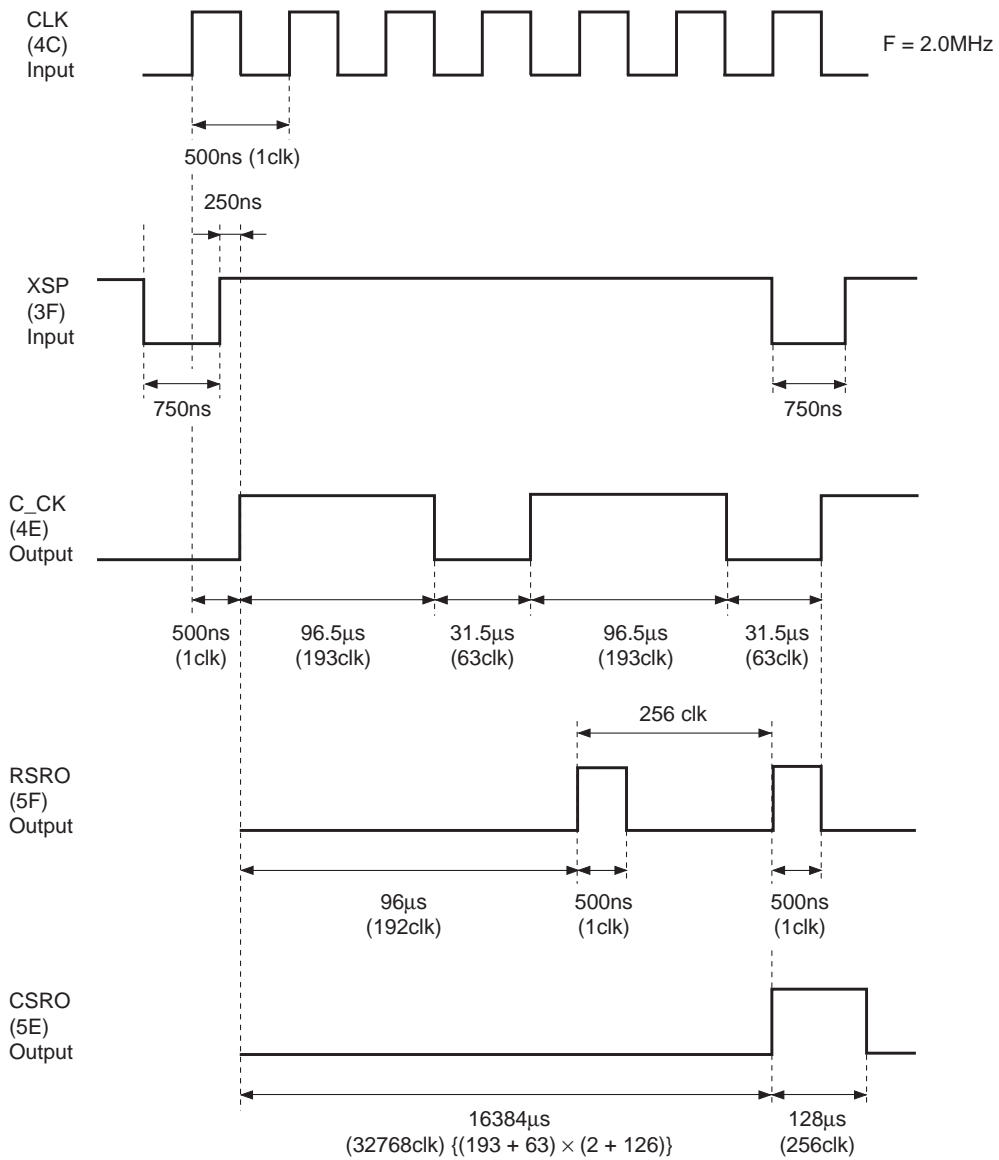 CLK
(4C)
Input
F = 2.0MHz
500ns (1clk)
250ns
XSP
(3F)
Input
750ns
750ns
C_CK
(4E)
Output
500ns
(1clk)
96.5μs
(193clk)
31.5μs
(63clk)
96.5μs
(193clk)
31.5μs
(63clk)
256 clk
RSRO
(5F)
Output
96μs
(192clk)
500ns
(1clk)
500ns
(1clk)
CSRO
(5E)
Output
16384μs
(32768clk) {(193 + 63) × (2 + 126)}
128μs
(256clk)